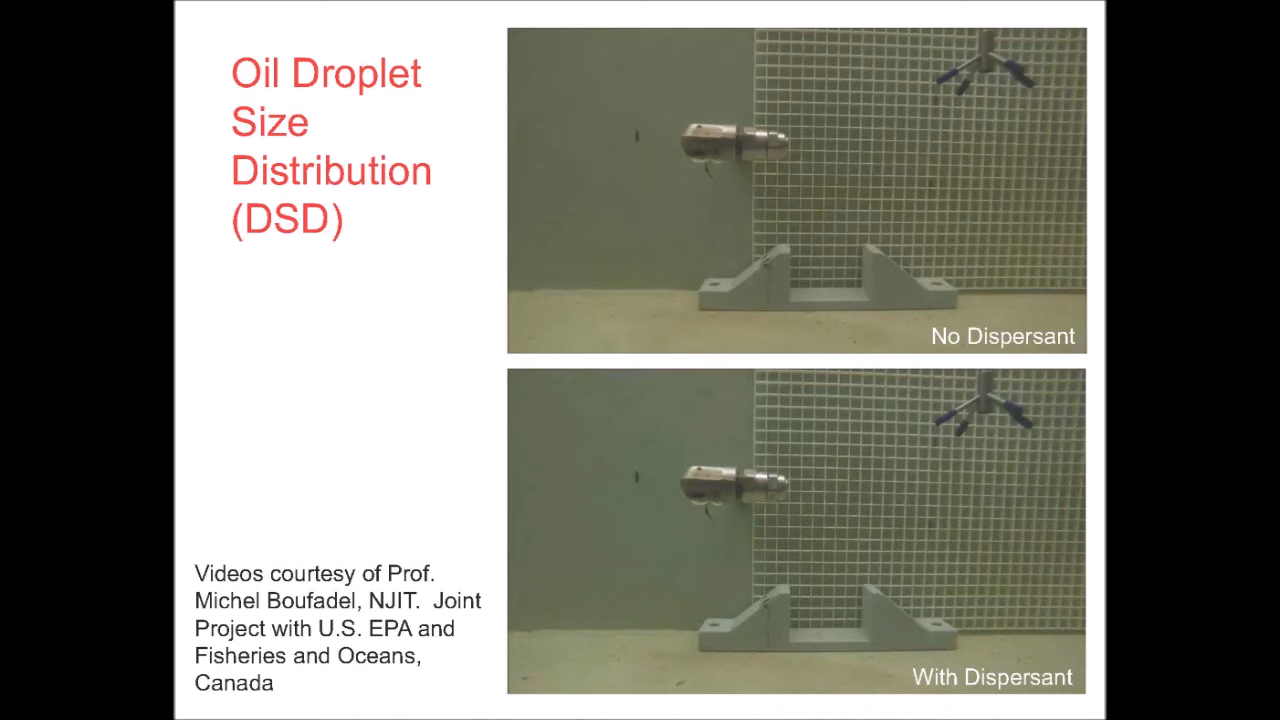 Oil Droplet
Size
Distribution
(DSD)
No Dispersant
With Dispersant
Videos courtesy of Prof.
Michel Boufadel, NJIT.  Joint
Project with U.S. EPA and
Fisheries and Oceans,
Canada